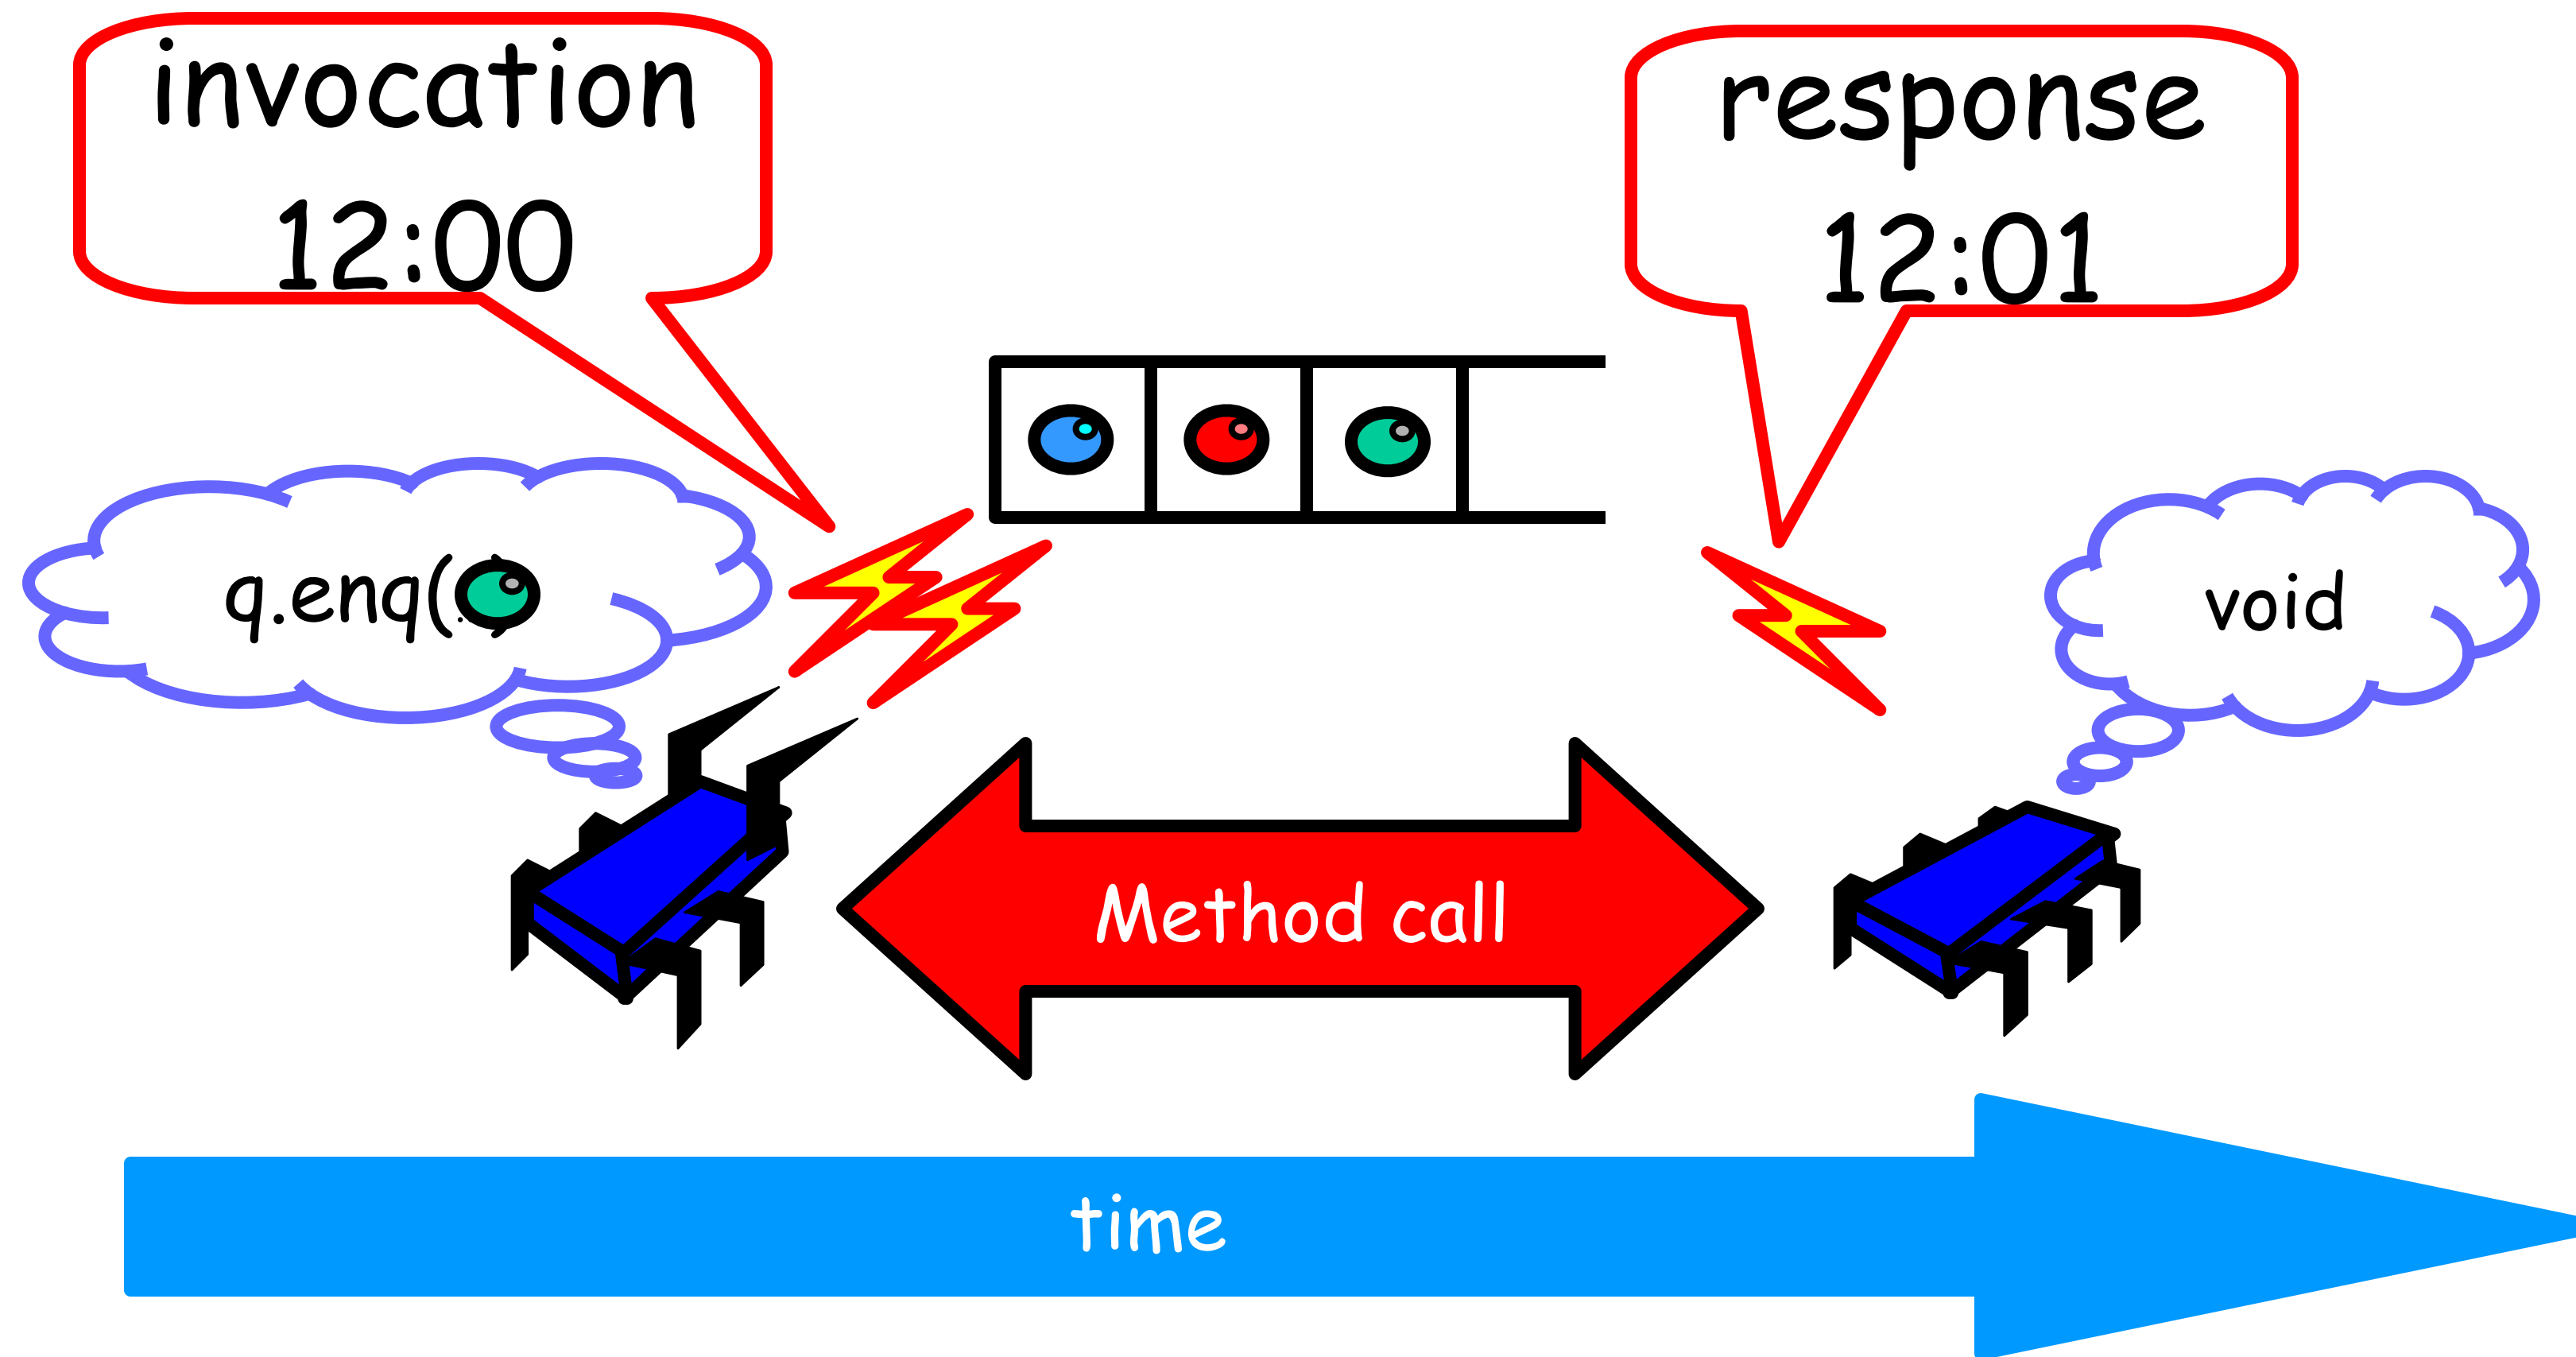 invocation
12:00
response
12:01
q.enq(...)
void
Method call
time